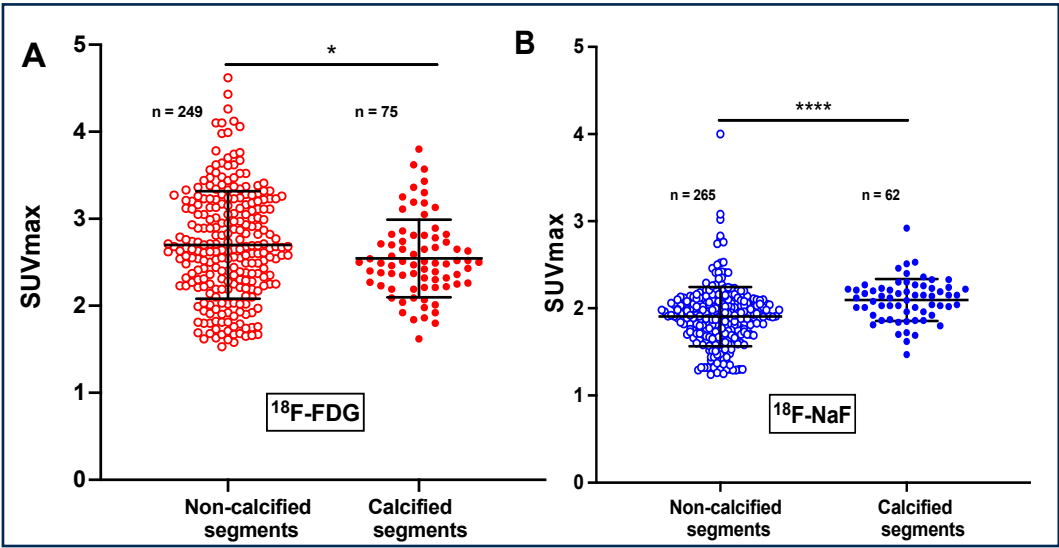 A
*
n = 249
n = 75
SUVmax
5
4
3
2
1
0
¹⁸F-FDG
Non-calcified
segments
Calcified
segments
B
****
n = 265
n = 62
SUVmax
5
4
3
2
1
0
¹⁸F-NaF
Non-calcified
segments
Calcified
segments